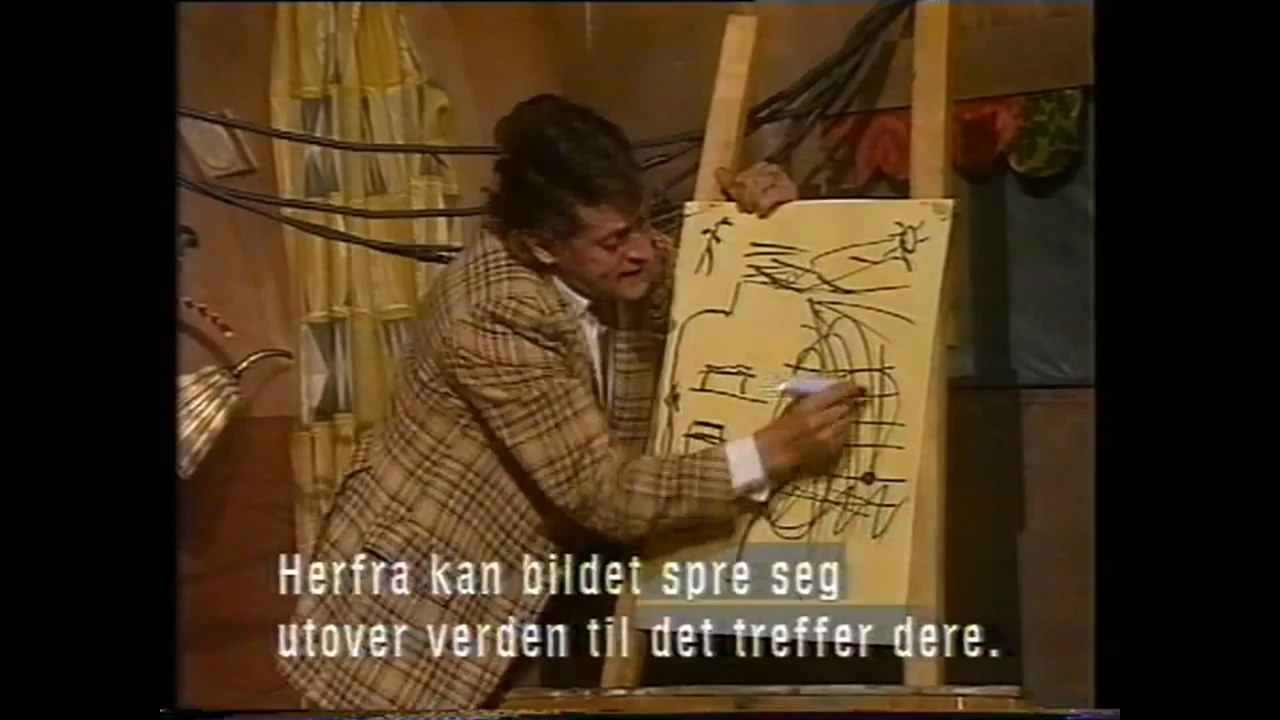 Herfra kan bildet spre seg
utover verden til det treffer dere.